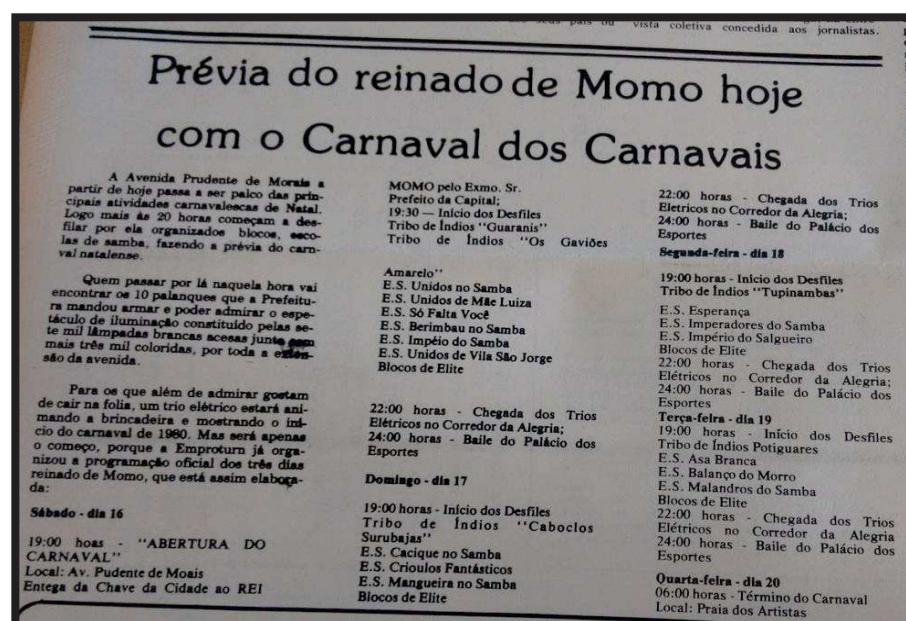 vista coletiva concedida aos jornalistas.
Prévia do reinado de Momo hoje
com o Carnaval dos Carnavais
A Avenida Prudente de Morais a
partir de hoje passa a ser palco das prin-
cipais atividades carnavalescas de Natal.
Logo mais às 20 horas começam a des-
filar por ela organizados blocos, esco-
las de samba, fazendo a prévia do car-
val natalense.
Quem passar por lá naquela hora vai
encontrar os 10 palanques que a Prefeitu-
ra mandou armar e poder admirar o espe-
táculo de iluminação constituído pelas se-
te mil lâmpadas brancas acesas junto com
mais três mil coloridas, por toda a exten-
são da avenida.
Para os que além de admirar gostam
de cair na folia, um trio elétrico estará ani-
mando a brincadeira e mostrando o iní-
cio do carnaval de 1980. Mas será apenas
o começo, porque a Emproturn já orga-
nizou a programação oficial dos três dias
reinado de Momo, que está assim elabora-
da:
Sábado - dia 16
19:00 hoas - "ABERTURA DO
CARNAVAL"
Local: Av. Pudente de Moais
Entega da Chave da Cidade ao REI
MOMO pelo Exmo. Sr.
Prefeito da Capital;
19:30 — Início dos Desfiles
Tribo de Índios "Guaranis"
Tribo de Índios "Os Gaviões
Amarelo"
E.S. Unidos no Samba
E.S. Unidos de Mãe Luiza
E.S. Só Falta Você
E.S. Berimbau no Samba
E.S. Impéio do Samba
E.S. Unidos de Vila São Jorge
Blocos de Elite
22:00 horas - Chegada dos Trios
Elétricos no Corredor da Alegria;
24:00 horas - Baile do Palácio dos
Esportes
Domingo - dia 17
19:00 horas - Início dos Desfiles
Tribo de Índios "Caboclos
Surubajas"
E.S. Cacique no Samba
E.S. Crioulos Fantásticos
E.S. Mangueira no Samba
Blocos de Elite
22:00 horas - Chegada dos Trios
Eletricos no Corredor da Alegria;
24:00 horas - Baile do Palácio dos
Esportes
Segunda-feira - dia 18
19:00 horas - Início dos Desfiles
Tribo de Índios "Tupinambas"
E.S. Esperança
E.S. Imperadores do Samba
E.S. Império do Salgueiro
Blocos de Elite
22:00 horas - Chegada dos Trios
Elétricos no Corredor da Alegria;
24:00 horas - Baile do Palácio dos
Esportes
Terça-feira - dia 19
19:00 horas - Início dos Desfiles
Tribo de Índios Potiguares
E.S. Asa Branca
E.S. Balanço do Morro
E.S. Malandros do Samba
Blocos de Elite
22:00 horas - Chegada dos Trios
Elétricos no Corredor da Alegria
24:00 horas - Baile do Palácio dos
Esportes
Quarta-feira - dia 20
06:00 horas - Término do Carnaval
Local: Praia dos Artistas